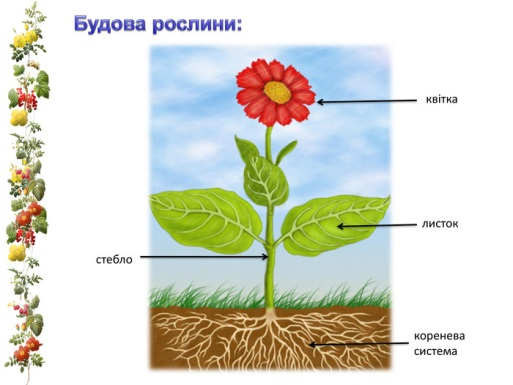 Будова рослини:
квітка
листок
стебло
коренева
система